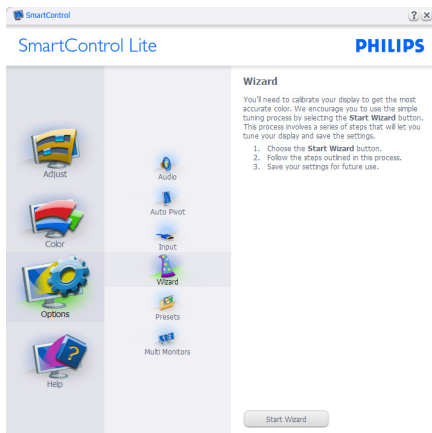 SmartControl
? X
SmartControl Lite
PHILIPS
Adjust
Color
Options
Help
Audio
Auto Pivot
Input
Wizard
Presets
Multi Monitors
Wizard
You'll need to calibrate your display to get the most
accurate color. We encourage you to use the simple
tuning process by selecting the Start Wizard button.
This process involves a series of steps that will let you
tune your display and save the settings.
1. Choose the Start Wizard button.
2. Follow the steps outlined in this process.
3. Save your settings for future use.
Start Wizard